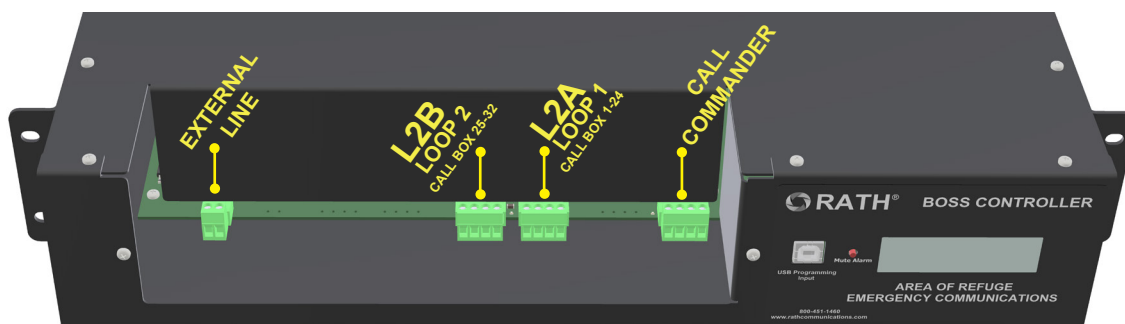 EXTERNAL
LINE
L2B
LOOP 2
CALL BOX 25-32
L2A
LOOP 1
CALL BOX 1-24
CALL
COMMANDER
RATH®
BOSS CONTROLLER
USB Programming
Input
Mute Alarm
AREA OF REFUGE
EMERGENCY COMMUNICATIONS
800-451-1460
www.rathcommunications.com